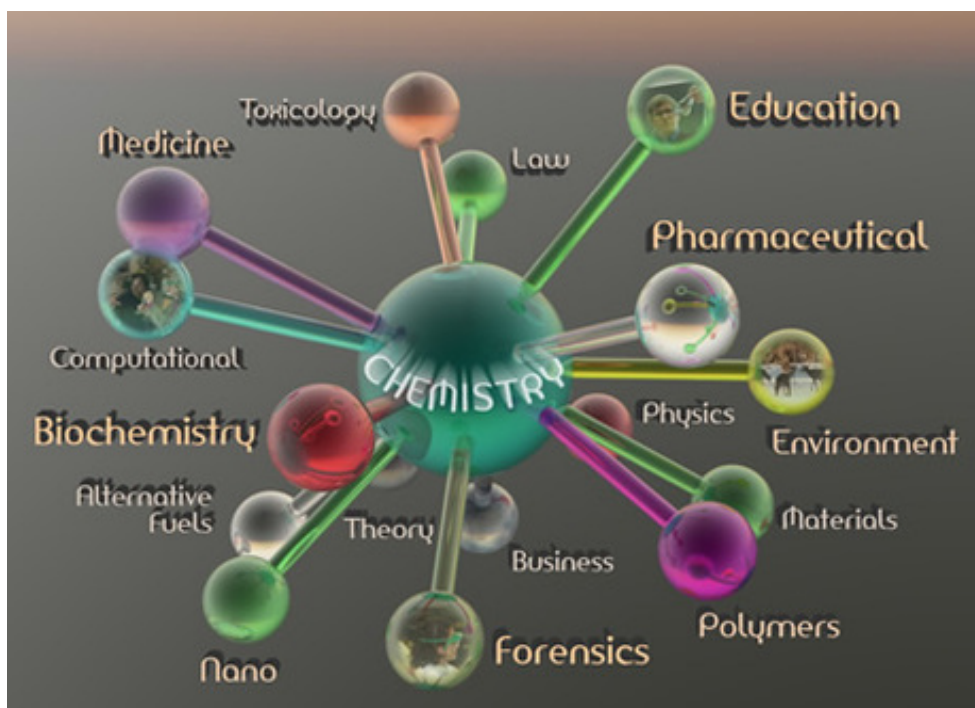 Toxicology
Education
Medicine
Law
Pharmaceutical
Computational
CHEMISTRY
Physics
Biochemistry
Environment
Alternative
Fuels
Theory
Materials
Business
Polymers
Forensics
Nano